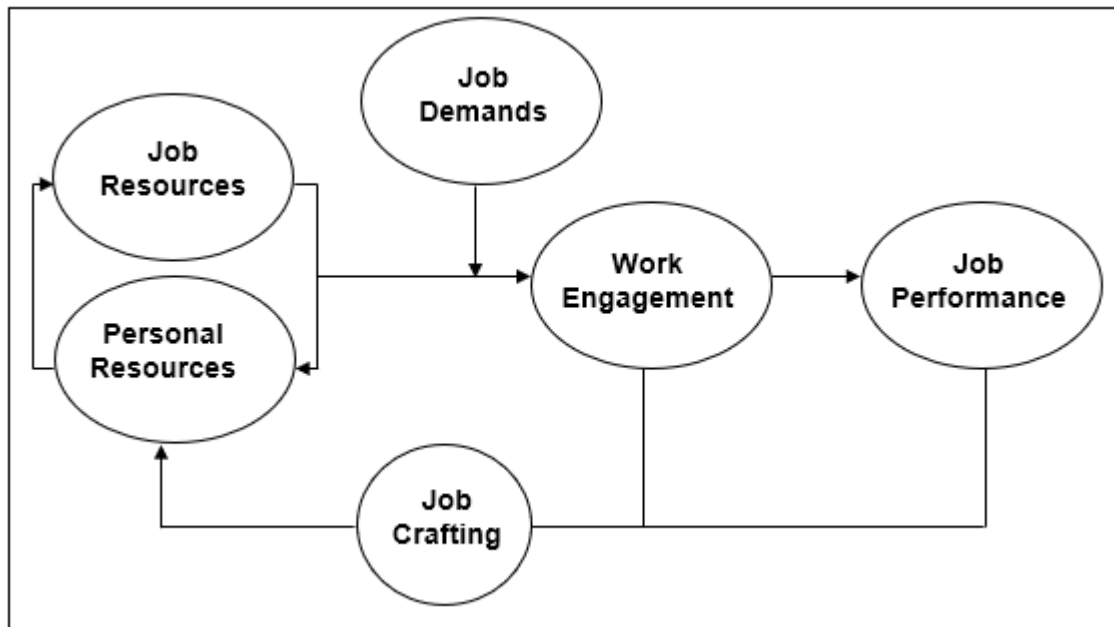 Job
Demands
Job
Resources
Work
Engagement
Job
Performance
Personal
Resources
Job
Crafting